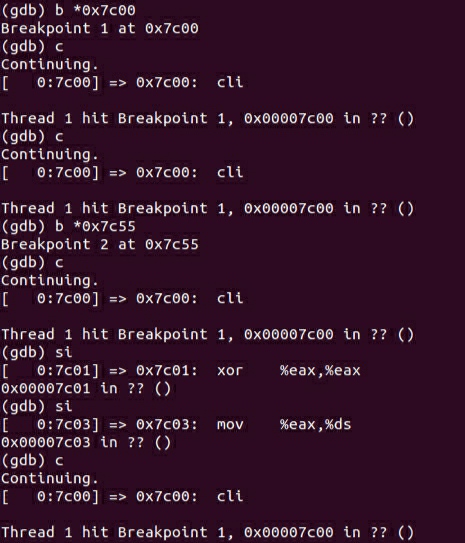 (gdb) b *0x7c00
Breakpoint 1 at 0x7c00
(gdb) c
Continuing.
[   0:7c00] => 0x7c00:  cli

Thread 1 hit Breakpoint 1, 0x00007c00 in ?? ()
(gdb) c
Continuing.
[   0:7c00] => 0x7c00:  cli

Thread 1 hit Breakpoint 1, 0x00007c00 in ?? ()
(gdb) b *0x7c55
Breakpoint 2 at 0x7c55
(gdb) c
Continuing.
[   0:7c00] => 0x7c00:  cli

Thread 1 hit Breakpoint 1, 0x00007c00 in ?? ()
(gdb) si
[   0:7c01] => 0x7c01:  xor    %eax,%eax
0x00007c01 in ?? ()
(gdb) si
[   0:7c03] => 0x7c03:  mov    %eax,%ds
0x00007c03 in ?? ()
(gdb) c
Continuing.
[   0:7c00] => 0x7c00:  cli

Thread 1 hit Breakpoint 1, 0x00007c00 in ?? ()